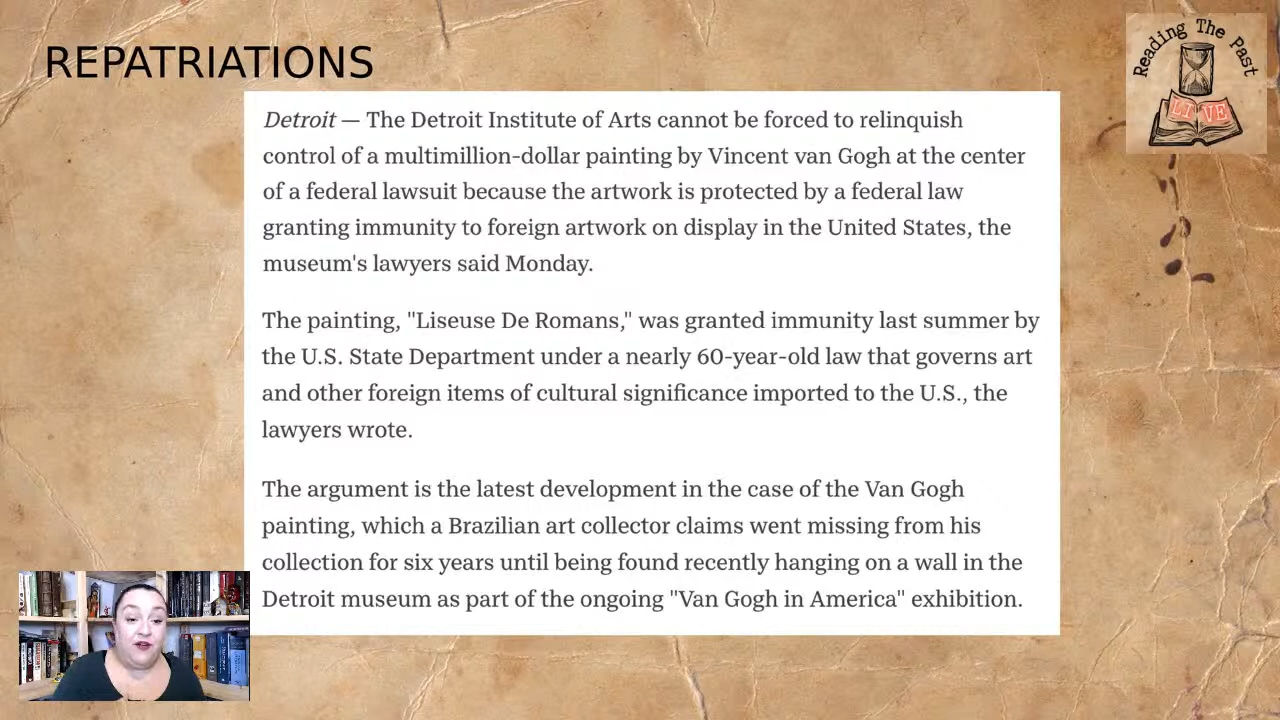 REPATRIATIONS
Reading The Past
LIVE
Detroit — The Detroit Institute of Arts cannot be forced to relinquish
control of a multimillion-dollar painting by Vincent van Gogh at the center
of a federal lawsuit because the artwork is protected by a federal law
granting immunity to foreign artwork on display in the United States, the
museum's lawyers said Monday.
The painting, "Liseuse De Romans," was granted immunity last summer by
the U.S. State Department under a nearly 60-year-old law that governs art
and other foreign items of cultural significance imported to the U.S., the
lawyers wrote.
The argument is the latest development in the case of the Van Gogh
painting, which a Brazilian art collector claims went missing from his
collection for six years until being found recently hanging on a wall in the
Detroit museum as part of the ongoing "Van Gogh in America" exhibition.